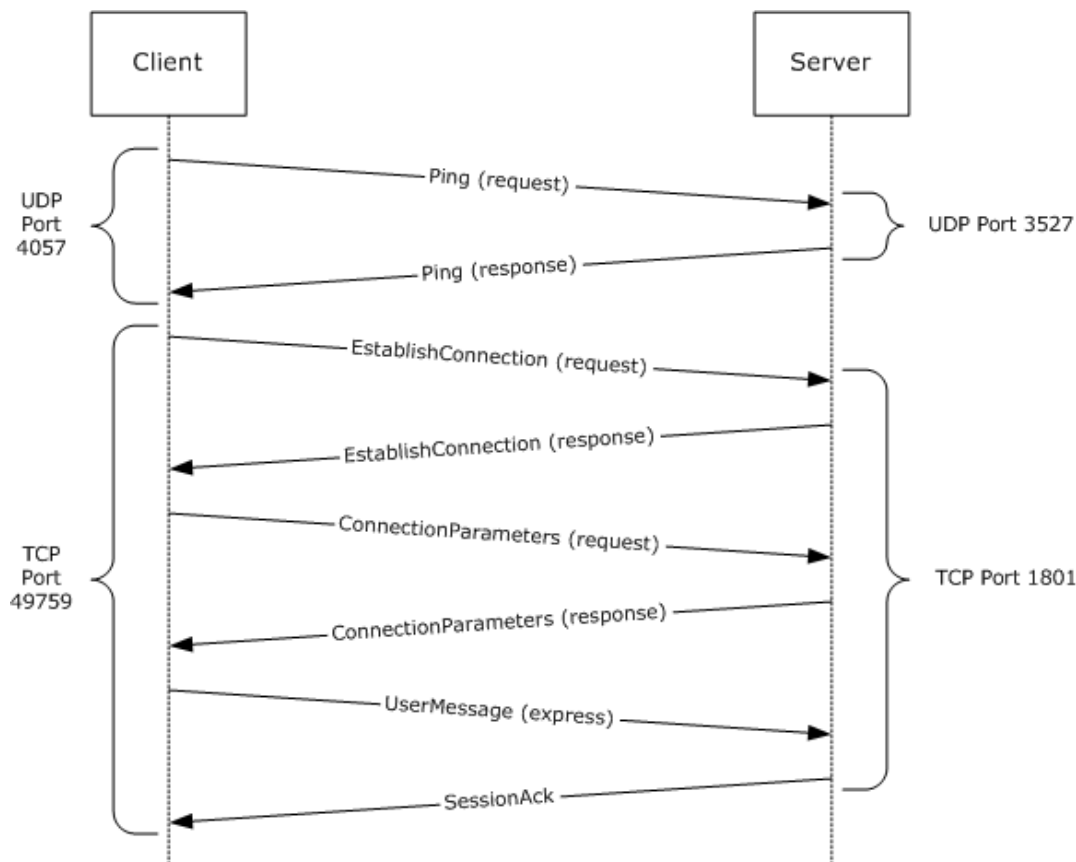 Client
Server
Ping (request)
UDP
Port
4057
UDP Port 3527
Ping (response)
EstablishConnection (request)
EstablishConnection (response)
ConnectionParameters (request)
TCP
Port
49759
TCP Port 1801
ConnectionParameters (response)
UserMessage (express)
SessionAck